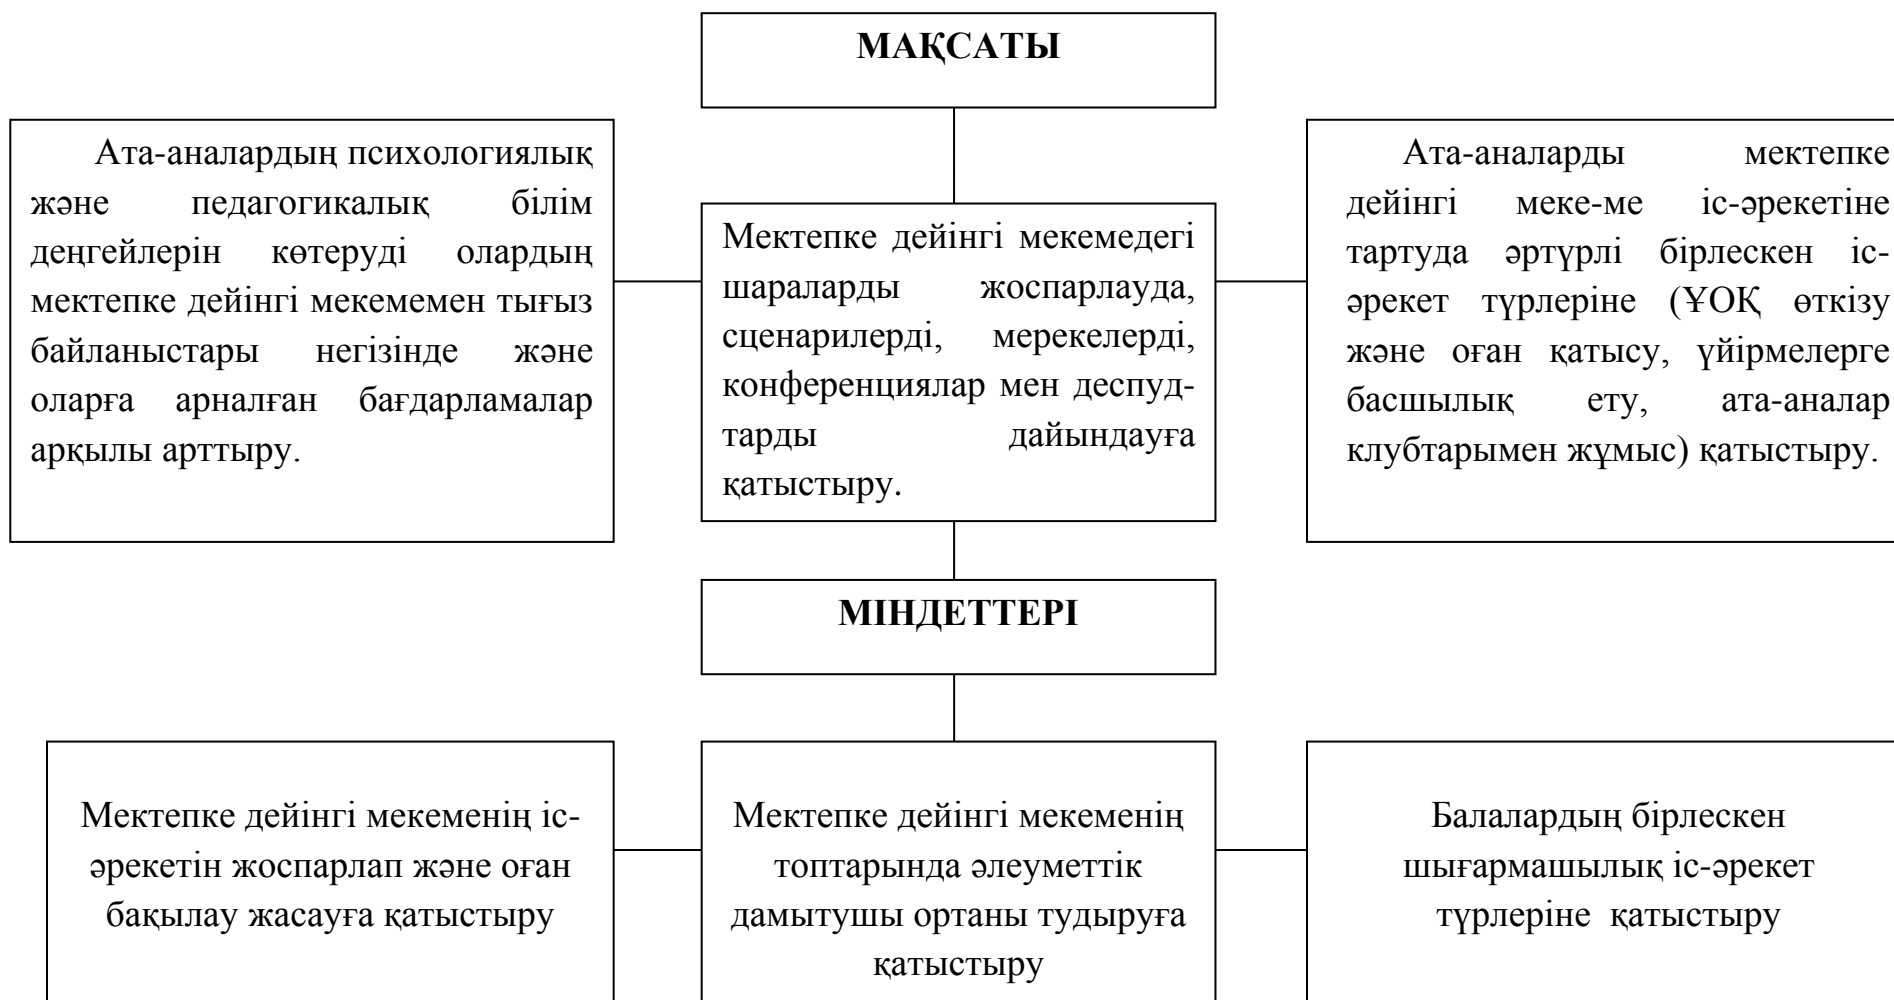 МАҚСАТЫ
Ата-аналардың психологиялық
және педагогикалық білім
деңгейлерін көтеруді олардың
мектепке дейінгі мекемемен тығыз
байланыстары негізінде және
оларға арналған бағдарламалар
арқылы арттыру.
Мектепке дейінгі мекемедегі
шараларды жоспарлауда,
сценарилерді, мерекелерді,
конференциялар мен деспуд-
тарды дайындауға
қатыстыру.
Ата-аналарды мектепке
дейінгі меке-ме іс-әрекетіне
тартуда әртүрлі бірлескен іс-
әрекет түрлеріне (ҰОҚ өткізу
және оған қатысу, үйірмелерге
басшылық ету, ата-аналар
клубтарымен жұмыс) қатыстыру.
МІНДЕТТЕРІ
Мектепке дейінгі мекеменің іс-
әрекетін жоспарлап және оған
бақылау жасауға қатыстыру
Мектепке дейінгі мекеменің
топтарында әлеуметтік
дамытушы ортаны тудыруға
қатыстыру
Балалардың бірлескен
шығармашылық іс-әрекет
түрлеріне қатыстыру